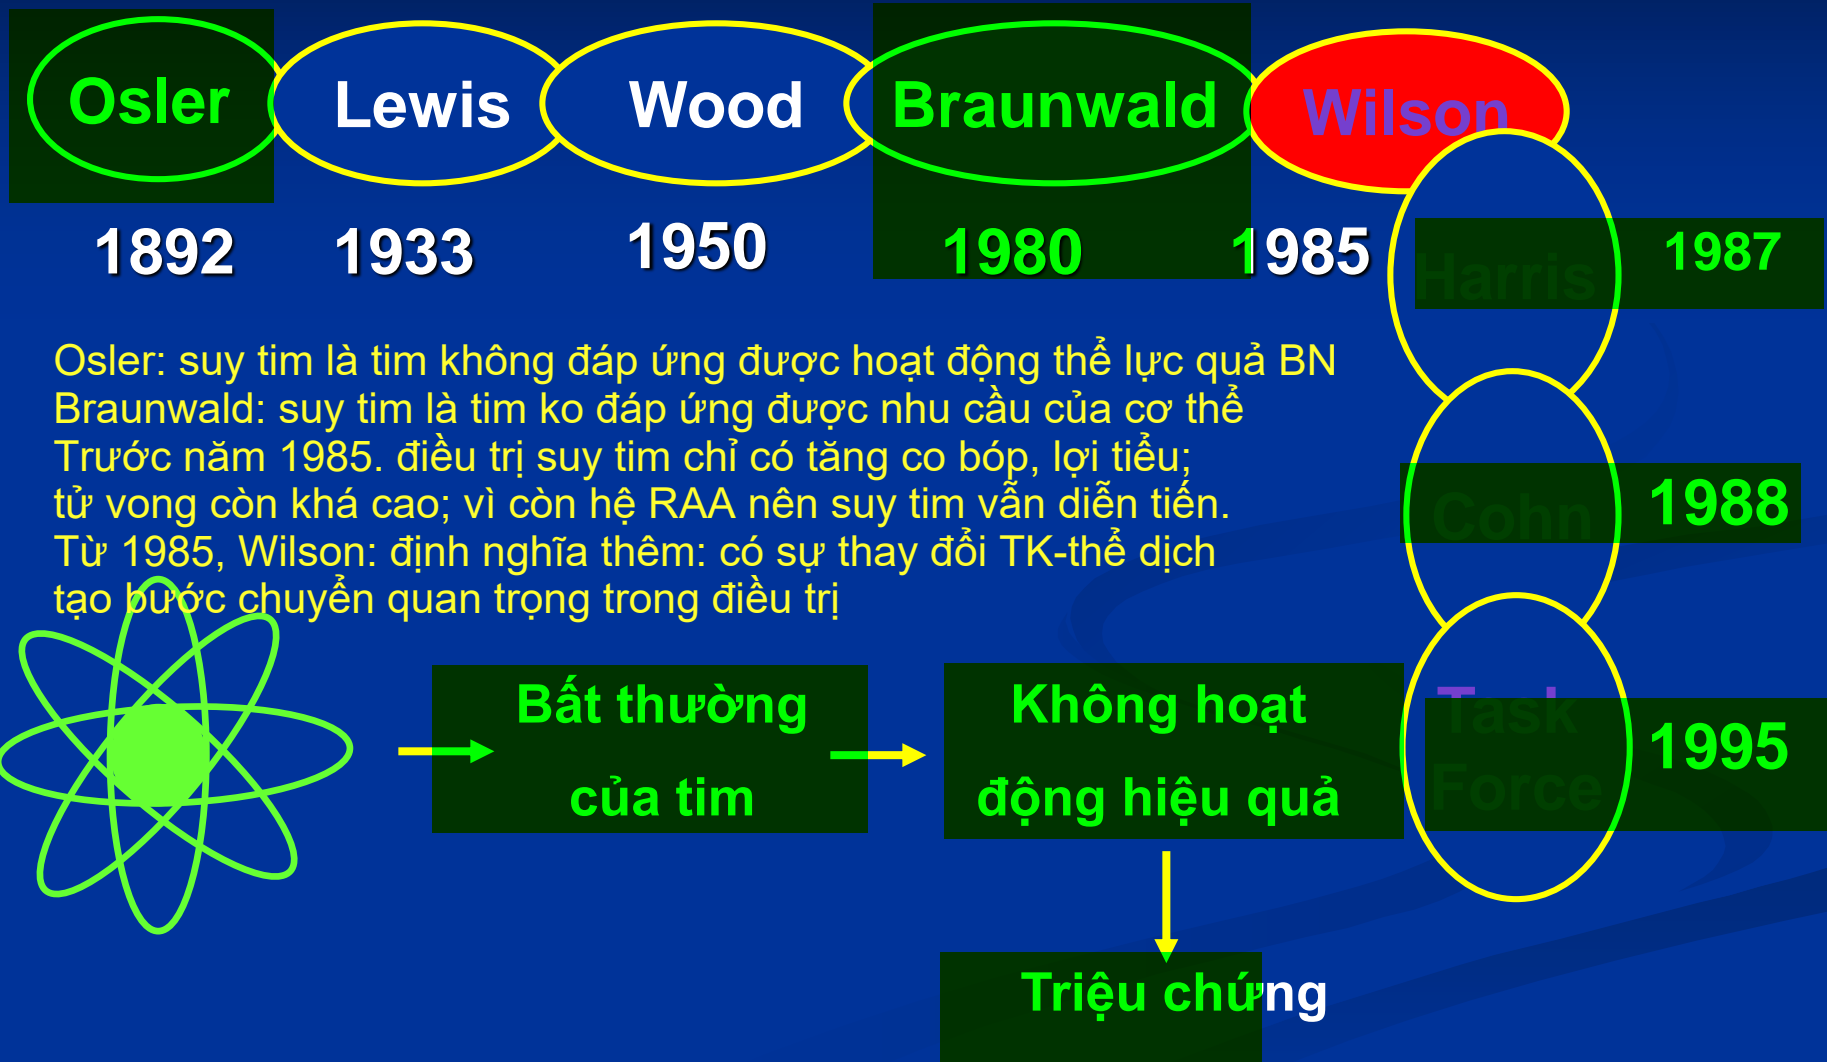 Osler
Lewis
Wood
Braunwald
Wilson
1892
1933
1950
1980
1985
Harris
1987
Osler: suy tim là tim không đáp ứng được hoạt động thể lực quả BN
Braunwald: suy tim là tim ko đáp ứng được nhu cầu của cơ thể
Trước năm 1985. điều trị suy tim chỉ có tăng co bóp, lợi tiểu;
tử vong còn khá cao; vì còn hệ RAA nên suy tim vẫn diễn tiến.
Từ 1985, Wilson: định nghĩa thêm: có sự thay đổi TK-thể dịch
tạo bước chuyển quan trọng trong điều trị
Cohn
1988
Bất thường
của tim
Không hoạt
động hiệu quả
Task
Force
1995
Triệu chứng